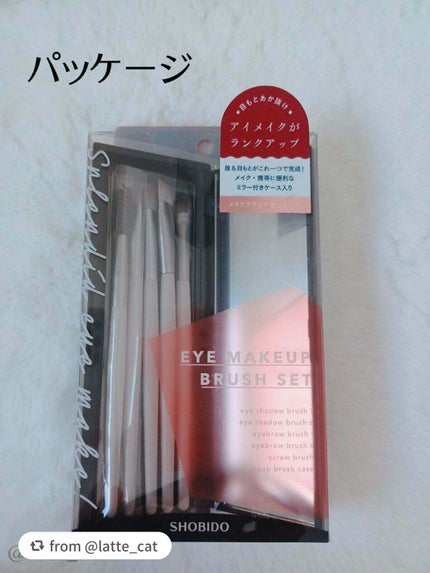 パッケージ
目もとあか抜け
アイメイクが
ランクアップ
眉&目もとがこれ一つで完成!
メイク・携帯に便利な
ミラー付きケース入り
Splendid eye make!
EYE MAKEUP
BRUSH SET
eye shadow brush
eye shadow brush
eyebrow brush
eyebrow brush
screw brush
brush case
SHOBIDO
from @latte_cat